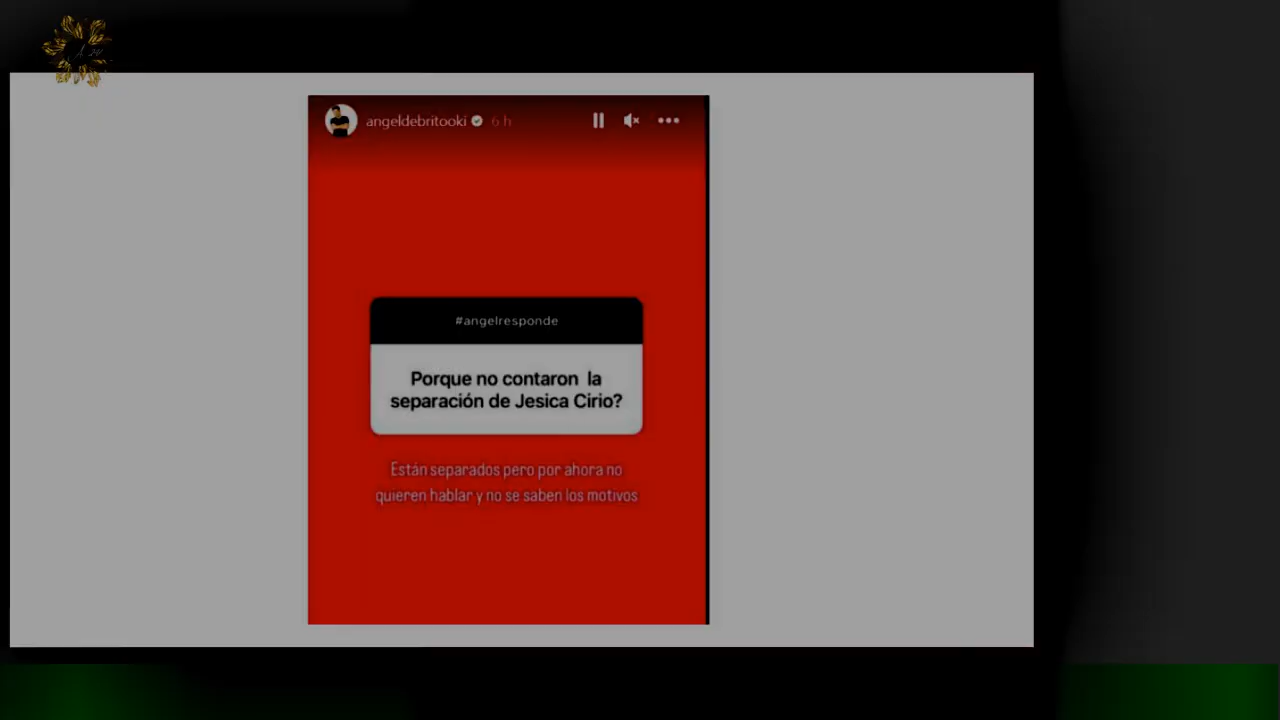 angeldebritooki 6 h
#angelresponde
Porque no contaron la
separación de Jesica Cirio?
Están separados pero por ahora no
quieren hablar y no se saben los motivos